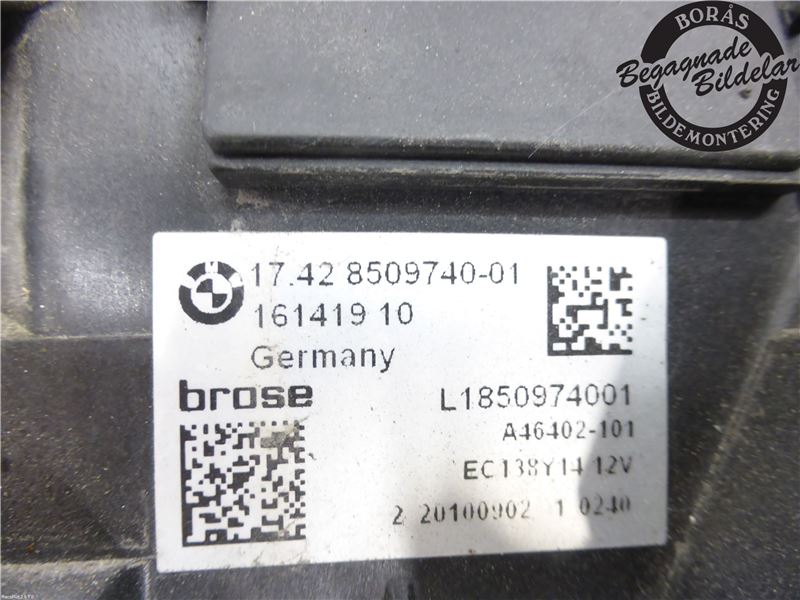 BORÅS
Begagnade
Bildelar
BILDEMONTERING
BMW
17.42 8509740-01
161419 10
Germany
brose
L1850974001
A46402-101
EC138Y14 12V
2 20100902 1 0240